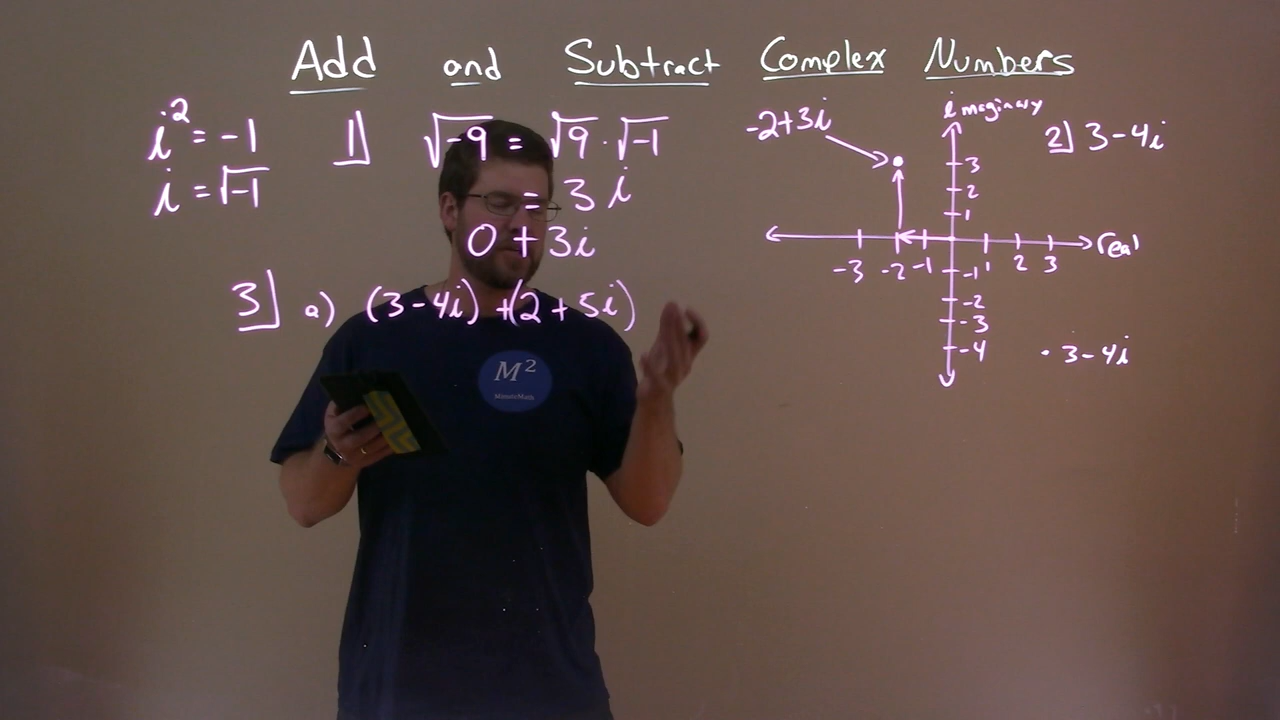 Add and Subtract Complex Numbers
i² = -1
i = √-1
1] √-9 = √9 · √-1
= 3 i
0 + 3i
3] a) (3-4i) + (2+5i)
M²
MinuteMath
-2+3i
imaginary
2] 3-4i
3
2
1
real
-3 -2 -1 1 2 3
-1
-2
-3
-4
3-4i